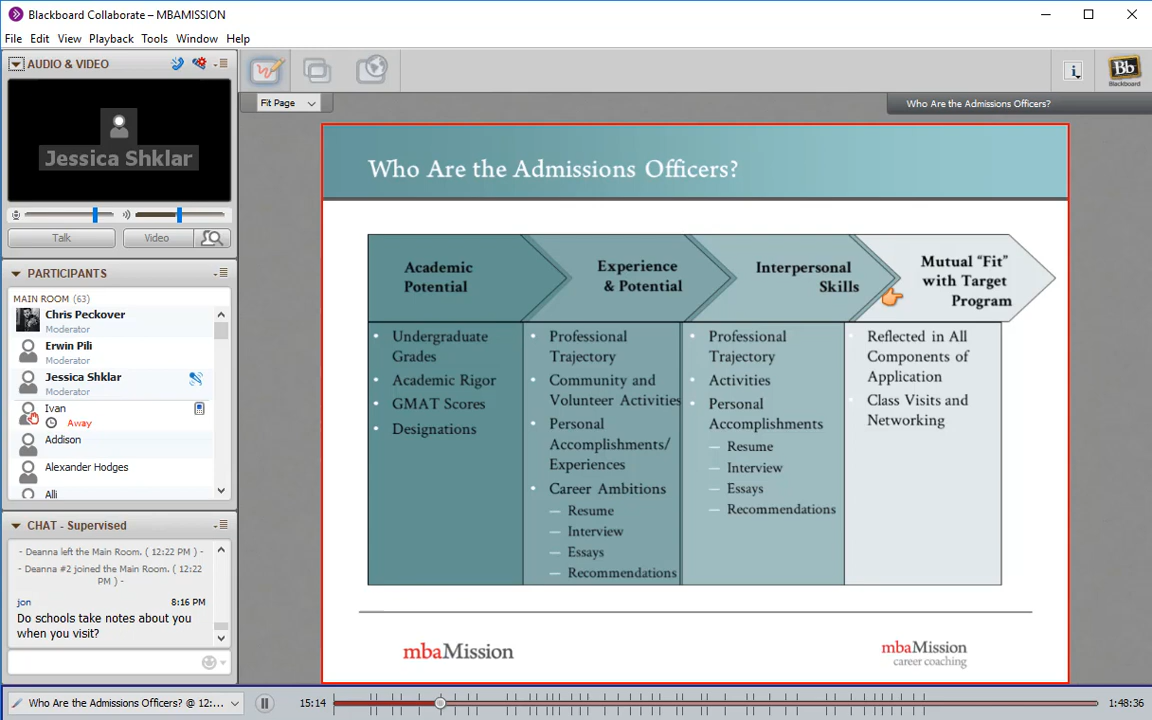 Blackboard Collaborate – MBAMISSION
File Edit View Playback Tools Window Help
AUDIO & VIDEO
Jessica Shklar
Talk
Video
PARTICIPANTS
MAIN ROOM (63)
Chris Peckover
Moderator
Erwin Pili
Moderator
Jessica Shklar
Moderator
Ivan
Away
Addison
Alexander Hodges
Alli
CHAT - Supervised
- Deanna left the Main Room. ( 12:22 PM ) -
- Deanna #2 joined the Main Room. ( 12:22
PM ) -
jon 8:16 PM
Do schools take notes about you
when you visit?
Fit Page
i
Bb
Blackboard
Who Are the Admissions Officers?
Who Are the Admissions Officers?
Academic
Potential
Undergraduate
Grades
Academic Rigor
GMAT Scores
Designations
Experience
& Potential
Professional
Trajectory
Community and
Volunteer Activities
Personal
Accomplishments/
Experiences
Career Ambitions
— Resume
— Interview
— Essays
— Recommendations
Interpersonal
Skills
Professional
Trajectory
Activities
Personal
Accomplishments
— Resume
— Interview
— Essays
— Recommendations
Mutual “Fit”
with Target
Program
Reflected in All
Components of
Application
Class Visits and
Networking
mbaMission
mbaMission
career coaching
Who Are the Admissions Officers? @ 12:...
15:14
1:48:36